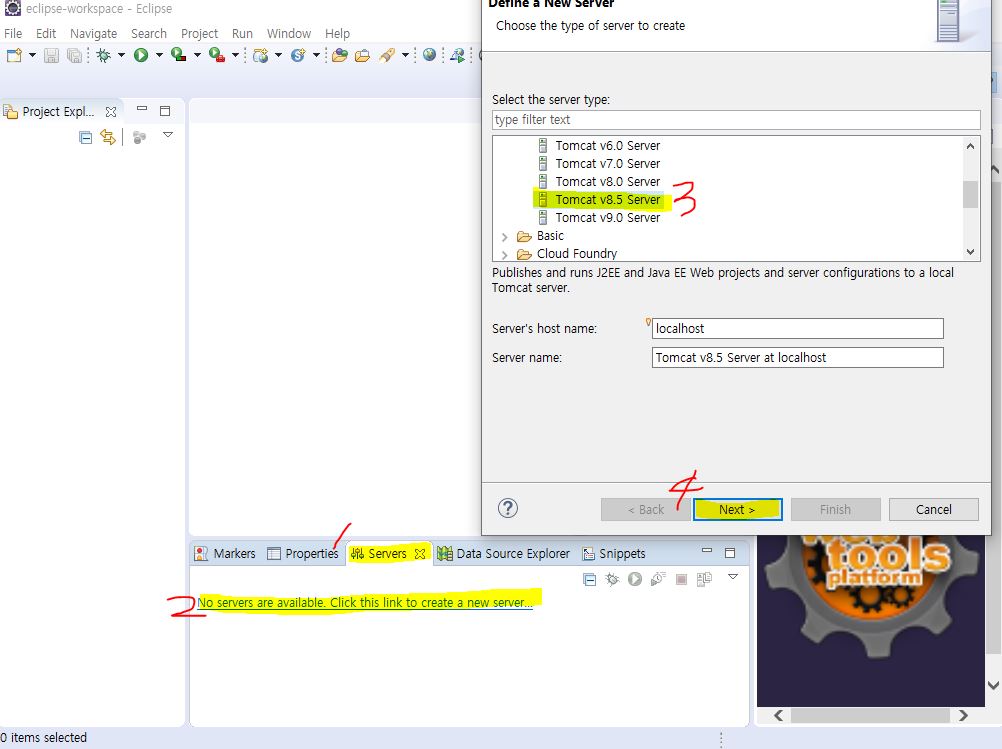 eclipse-workspace - Eclipse
File Edit Navigate Search Project Run Window Help
Project Expl...
Define a New Server
Choose the type of server to create
Select the server type:
type filter text
Tomcat v6.0 Server
Tomcat v7.0 Server
Tomcat v8.0 Server
Tomcat v8.5 Server 3
Tomcat v9.0 Server
Basic
Cloud Foundry
Publishes and runs J2EE and Java EE Web projects and server configurations to a local
Tomcat server.
Server's host name: localhost
Server name: Tomcat v8.5 Server at localhost
4
? < Back Next > Finish Cancel
1
Markers Properties Servers Data Source Explorer Snippets
2 No servers are available. Click this link to create a new server...
web
tools
platform
0 items selected